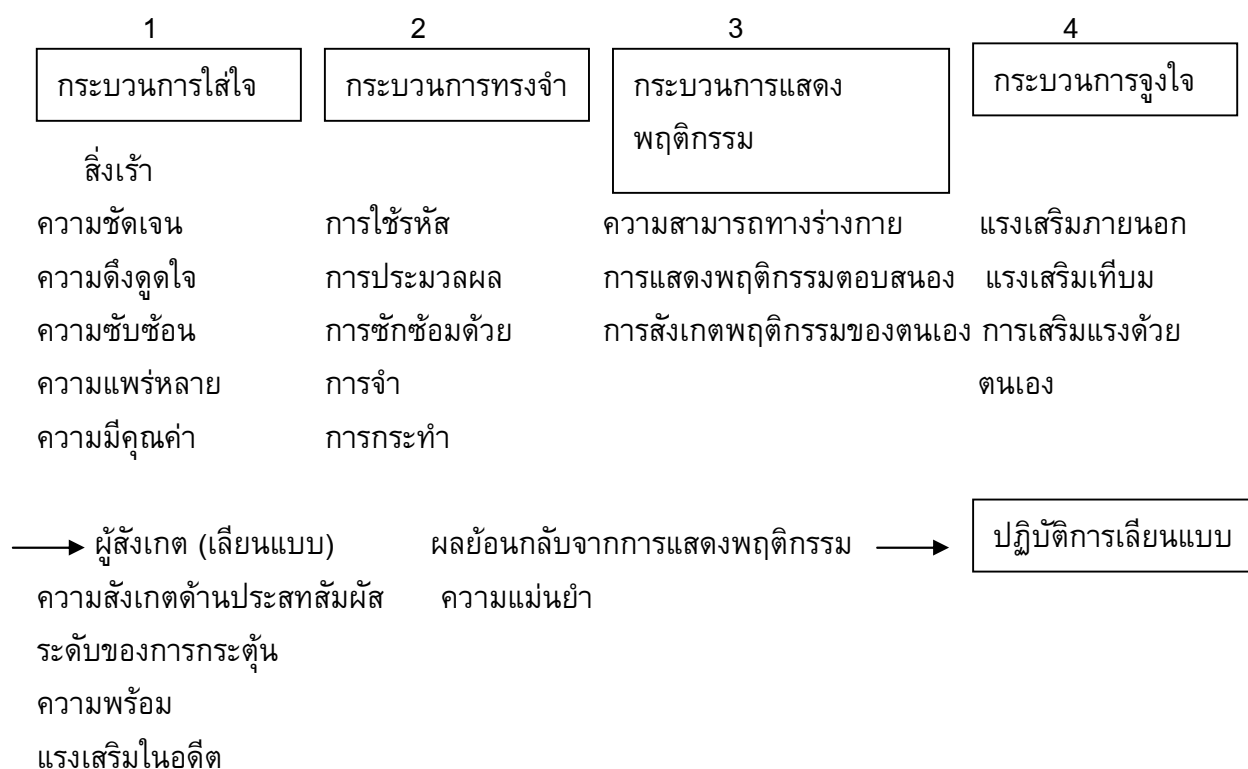 1 2 3 4
กระบวนการใส่ใจ กระบวนการทรงจำ กระบวนการแสดง กระบวนการจูงใจ
พฤติกรรม
สิ่งเร้า
ความชัดเจน การใช้รหัส ความสามารถทางร่างกาย แรงเสริมภายนอก
ความดึงดูดใจ การประมวลผล การแสดงพฤติกรรมตอบสนอง แรงเสริมเทีบม
ความซับซ้อน การซักซ้อมด้วย การสังเกตพฤติกรรมของตนเอง การเสริมแรงด้วย
ความแพร่หลาย การจำ ตนเอง
ความมีคุณค่า การกระทำ
ผู้สังเกต (เลียนแบบ) ผลย้อนกลับจากการแสดงพฤติกรรม ปฏิบัติการเลียนแบบ
ความสังเกตด้านประสทสัมผัส ความแม่นยำ
ระดับของการกระตุ้น
ความพร้อม
แรงเสริมในอดีต